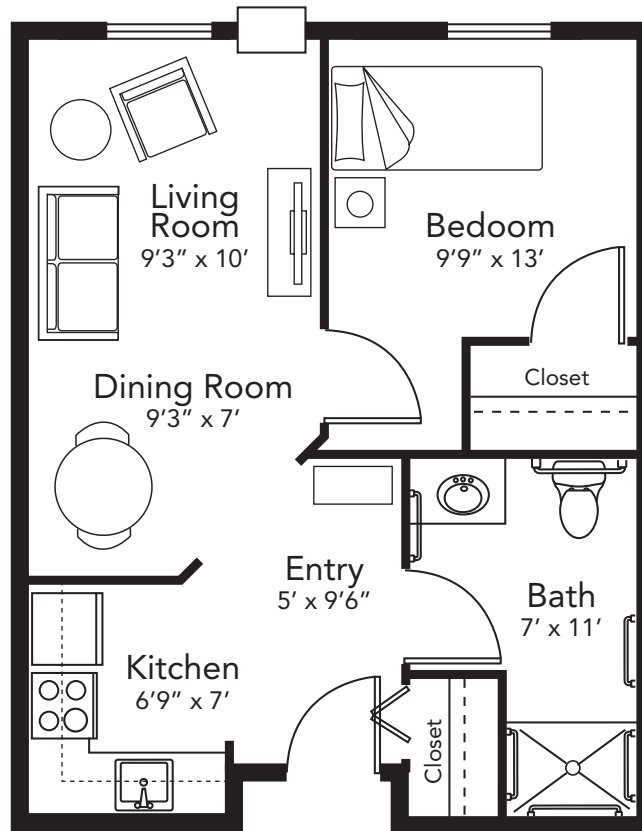 Living
Room
9’3” x 10’
Bedoom
9’9” x 13’
Closet
Dining Room
9’3” x 7’
Entry
5’ x 9’6”
Bath
7’ x 11’
Kitchen
6’9” x 7’
Closet